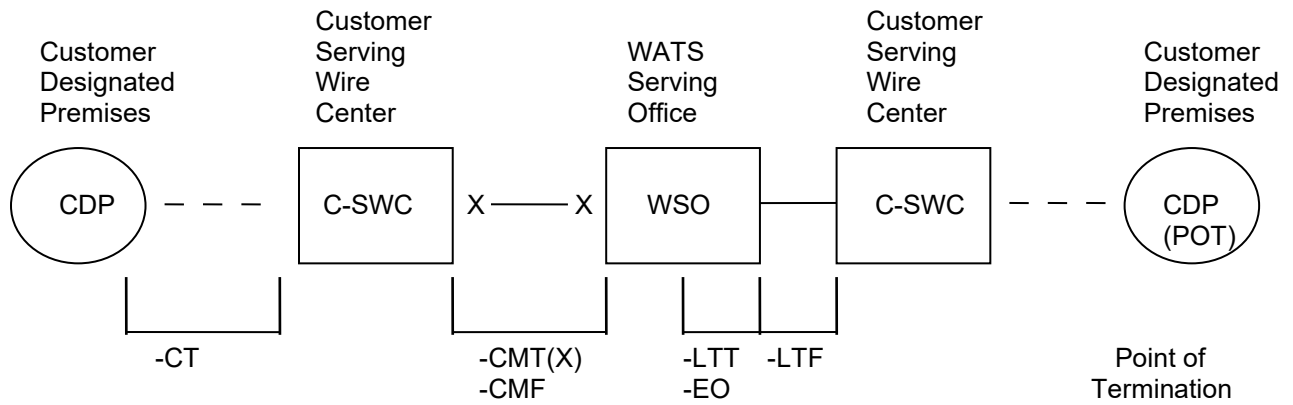 Customer
Designated
Premises
Customer
Serving
Wire
Center
WATS
Serving
Office
Customer
Serving
Wire
Center
Customer
Designated
Premises
CDP
C-SWC
X
X
WSO
C-SWC
CDP
(POT)
-CT
-CMT(X)
-CMF
-LTT
-EO
-LTF
Point of
Termination